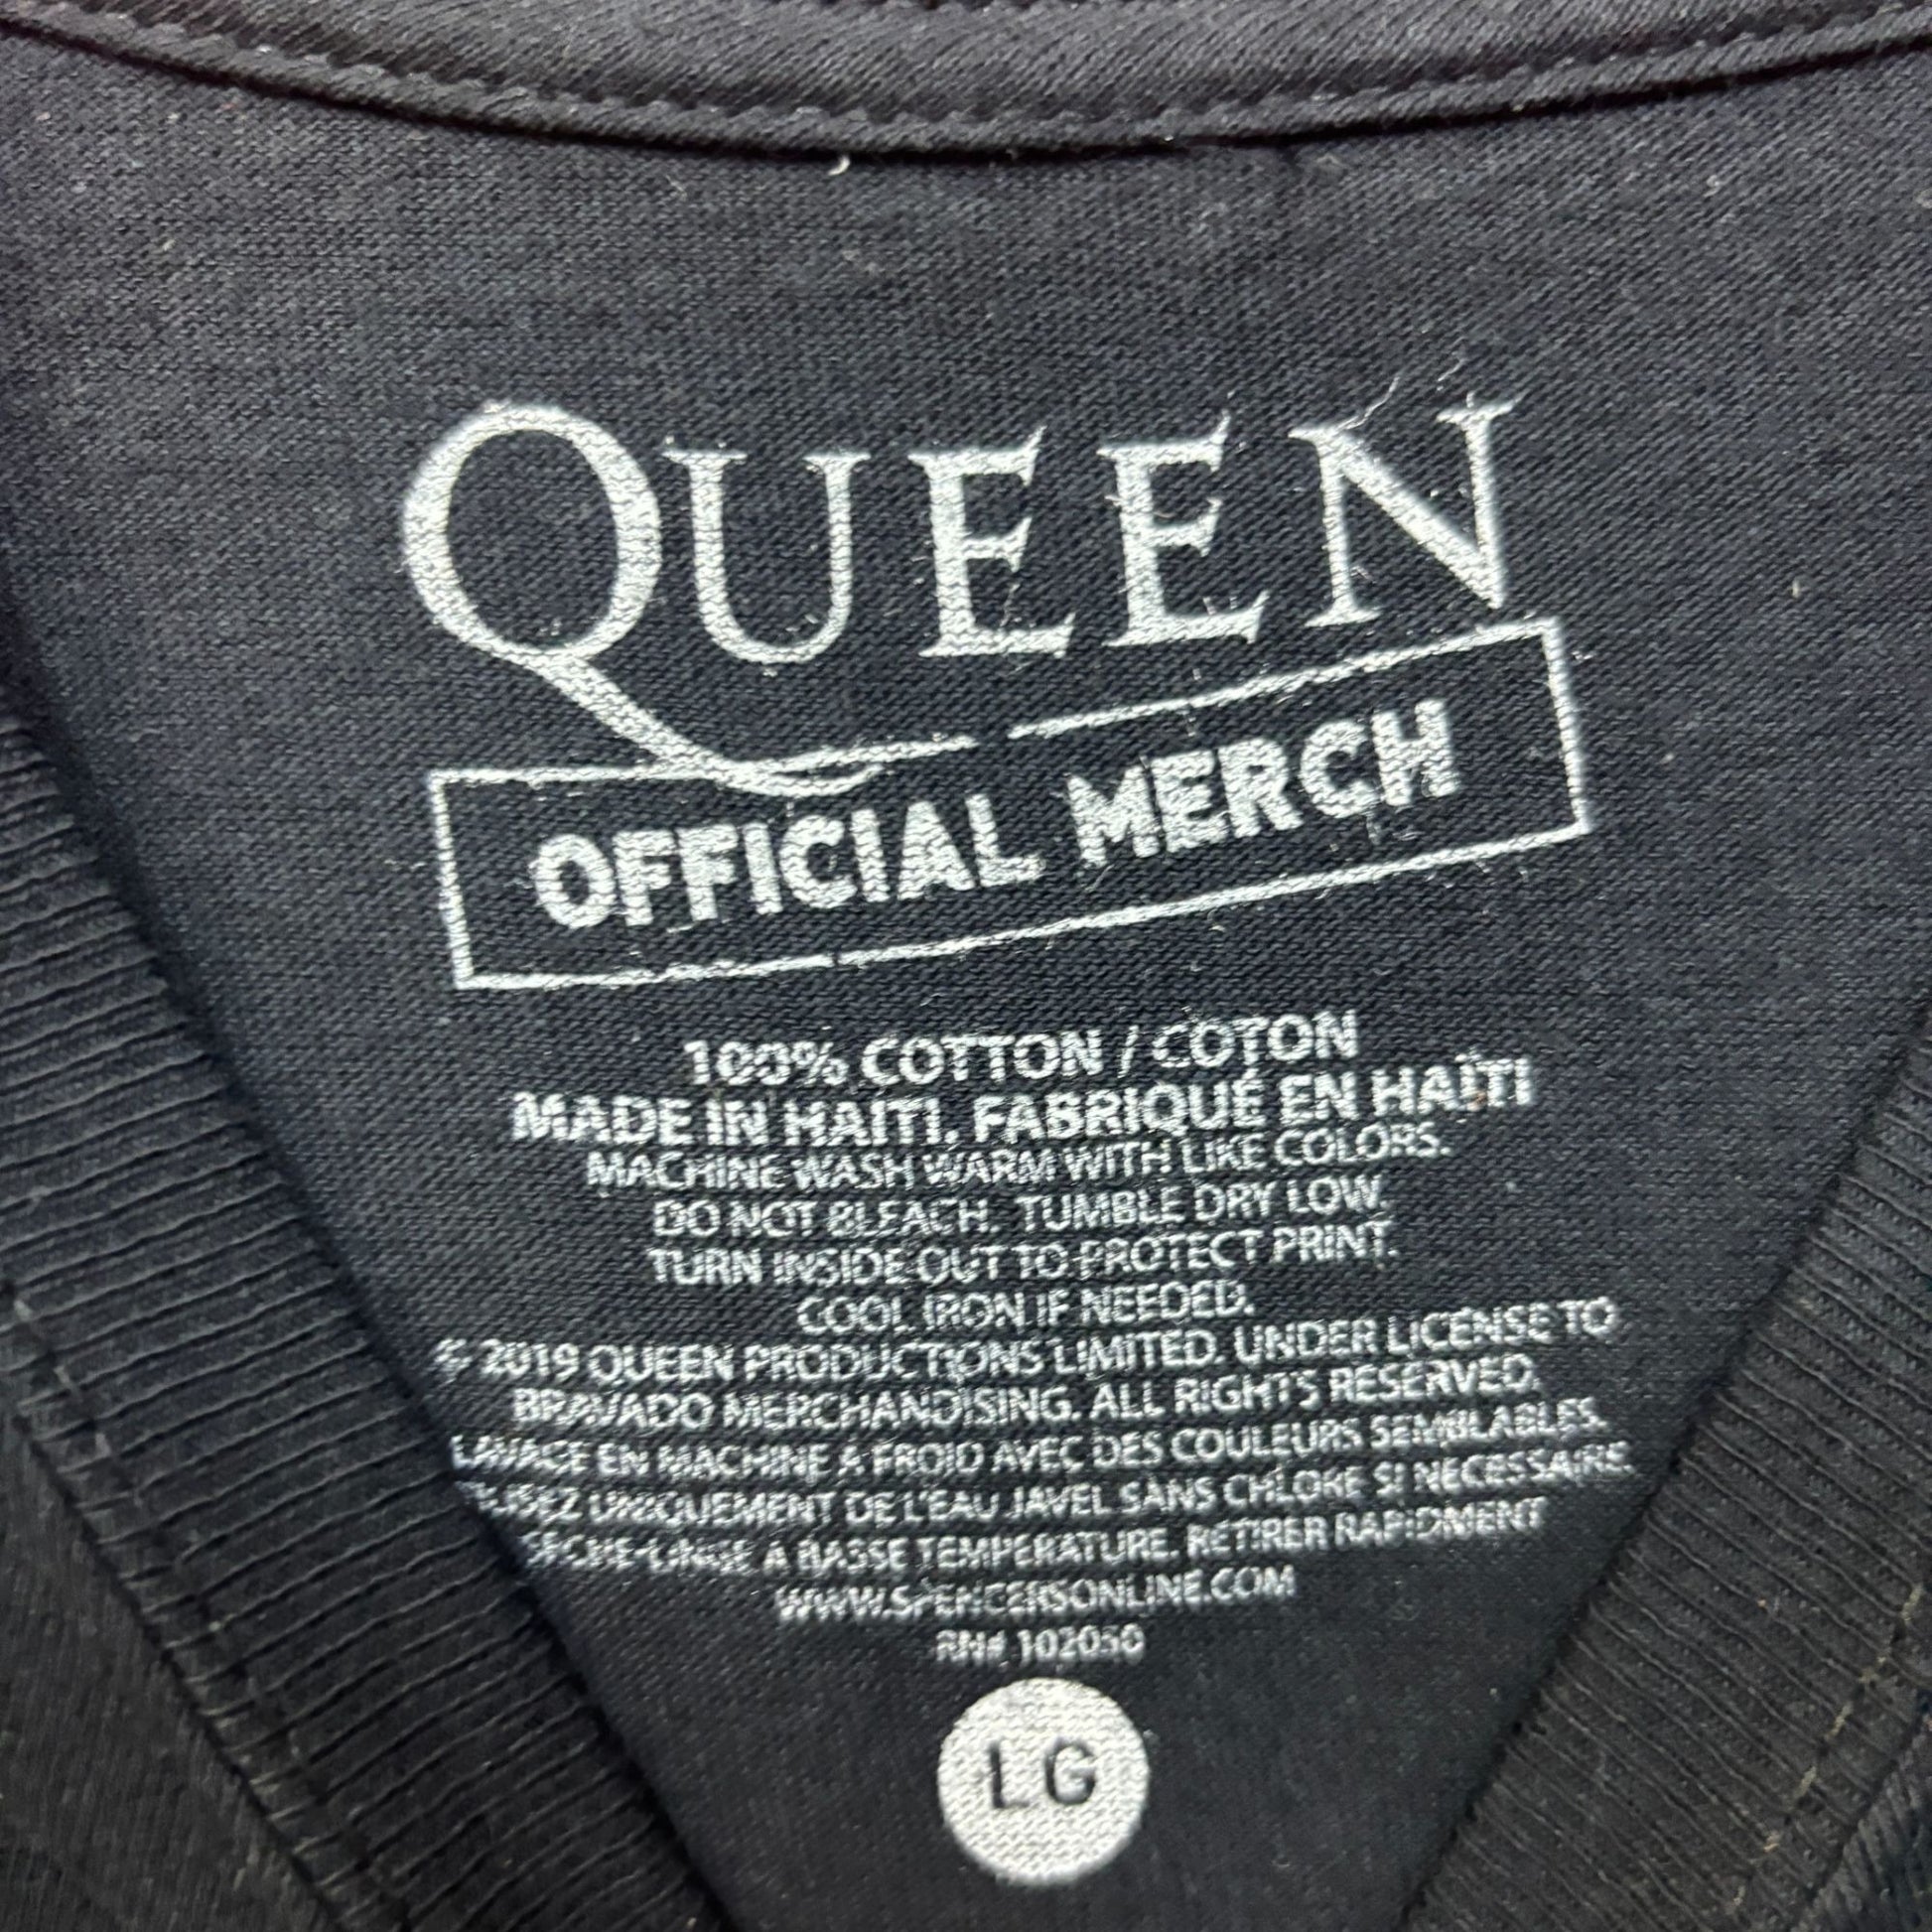 QUEEN
OFFICIAL MERCH
100% COTTON / COTON
MADE IN HAITI. FABRIQUÉ EN HAÏTI
MACHINE WASH WARM WITH LIKE COLORS.
DO NOT BLEACH. TUMBLE DRY LOW.
TURN INSIDE OUT TO PROTECT PRINT.
COOL IRON IF NEEDED.
© 2019 QUEEN PRODUCTIONS LIMITED. UNDER LICENSE TO
BRAVADO MERCHANDISING. ALL RIGHTS RESERVED.
LAVAGE EN MACHINE A FROID AVEC DES COULEURS SEMBLABLES.
UNIQUEMENT DE L'EAU JAVEL SANS CHLORE SI NECESSAIRE
A BASSE TEMPERATURE. RETIRER RAPIDMENT
WWW.SPENCERSONLINE.COM
RN# 102050
LG